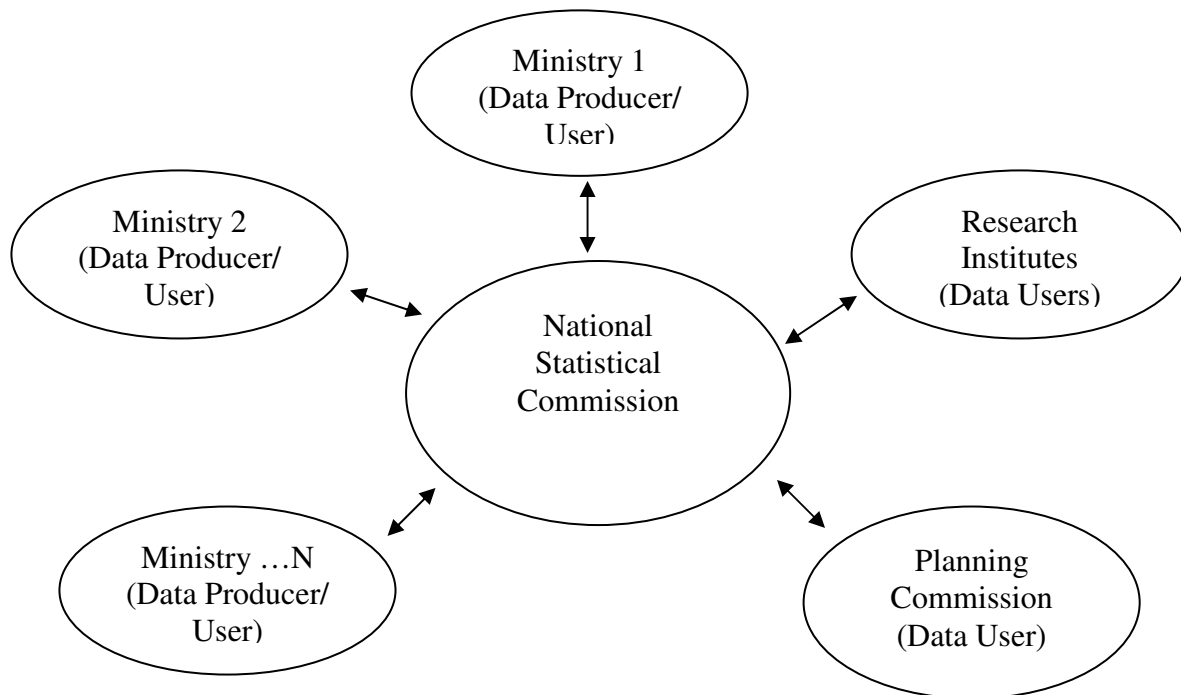 Ministry 1
(Data Producer/
User)
Ministry 2
(Data Producer/
User)
Research
Institutes
(Data Users)
National
Statistical
Commission
Ministry …N
(Data Producer/
User)
Planning
Commission
(Data User)